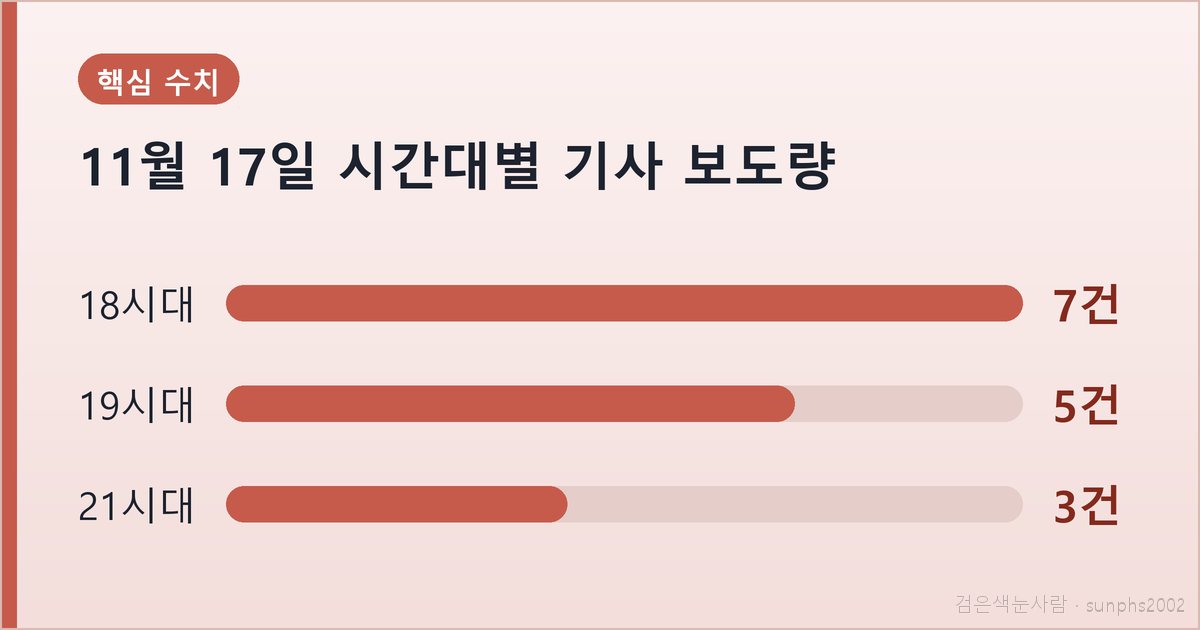 핵심 수치
11월 17일 시간대별 기사 보도량
18시대 7건
19시대 5건
21시대 3건
검은색눈사람 · sunphs2002